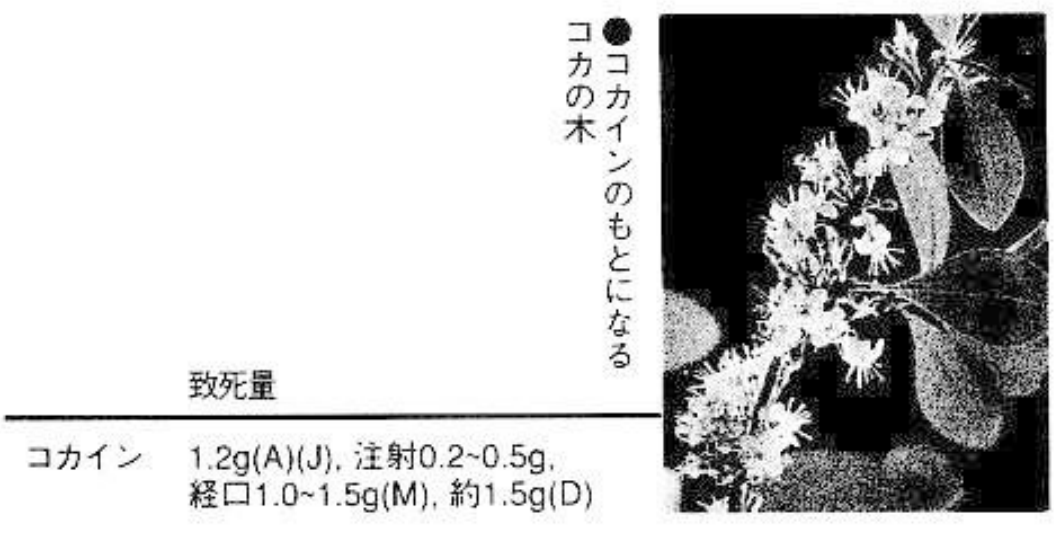 ●コカインのもとになる
コカの木
致死量
コカイン 1.2g(A)(J), 注射0.2~0.5g,
経口1.0~1.5g(M), 約1.5g(D)